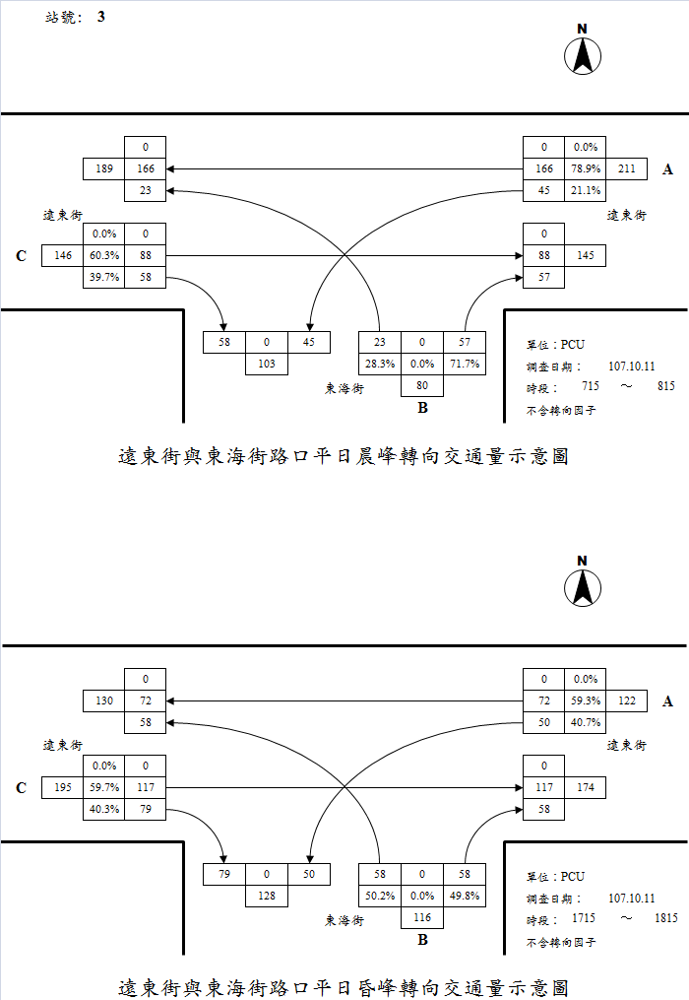 站號: 3
N
0
0 0.0%
189 166
166 78.9% 211 A
23
45 21.1%
遠東街
遠東街
0.0% 0
0
C 146 60.3% 88
88 145
39.7% 58
57
58 0 45
23 0 57
103
28.3% 0.0% 71.7%
80
東海街
B
單位：PCU
調查日期： 107.10.11
時段： 715 ～ 815
不含轉向因子
遠東街與東海街路口平日晨峰轉向交通量示意圖
N
0
0 0.0%
130 72
72 59.3% 122 A
58
50 40.7%
遠東街
遠東街
0.0% 0
0
C 195 59.7% 117
117 174
40.3% 79
58
79 0 50
58 0 58
128
50.2% 0.0% 49.8%
116
東海街
B
單位：PCU
調查日期： 107.10.11
時段： 1715 ～ 1815
不含轉向因子
遠東街與東海街路口平日昏峰轉向交通量示意圖